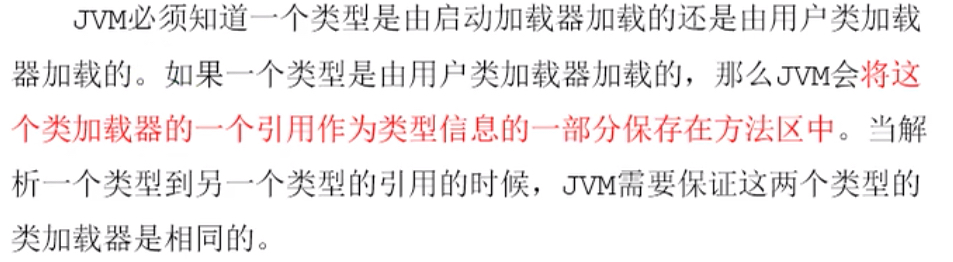 JVM必须知道一个类型是由启动加载器加载的还是由用户类加载
器加载的。如果一个类型是由用户类加载器加载的，那么JVM会将这
个类加载器的一个引用作为类型信息的一部分保存在方法区中。当解
析一个类型到另一个类型的引用的时候，JVM需要保证这两个类型的
类加载器是相同的。